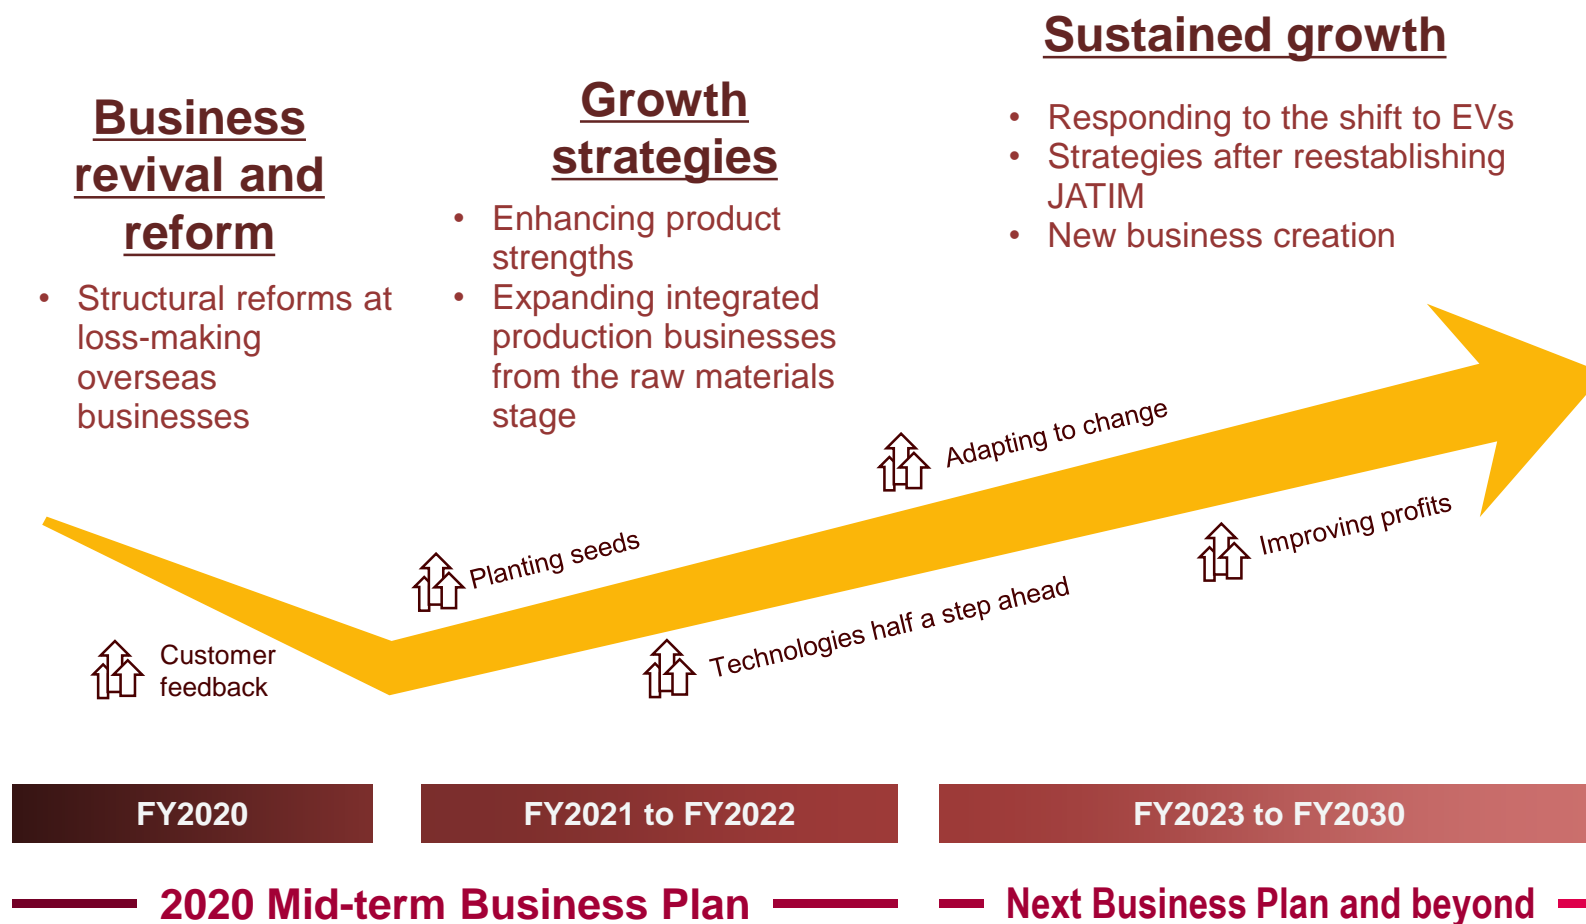 Business
revival and
reform
• Structural reforms at
loss-making
overseas
businesses
Growth
strategies
• Enhancing product
strengths
• Expanding integrated
production businesses
from the raw materials
stage
Sustained growth
• Responding to the shift to EVs
• Strategies after reestablishing
JATIM
• New business creation
Customer
feedback
Planting seeds
Technologies half a step ahead
Adapting to change
Improving profits
FY2020
FY2021 to FY2022
FY2023 to FY2030
2020 Mid-term Business Plan
Next Business Plan and beyond